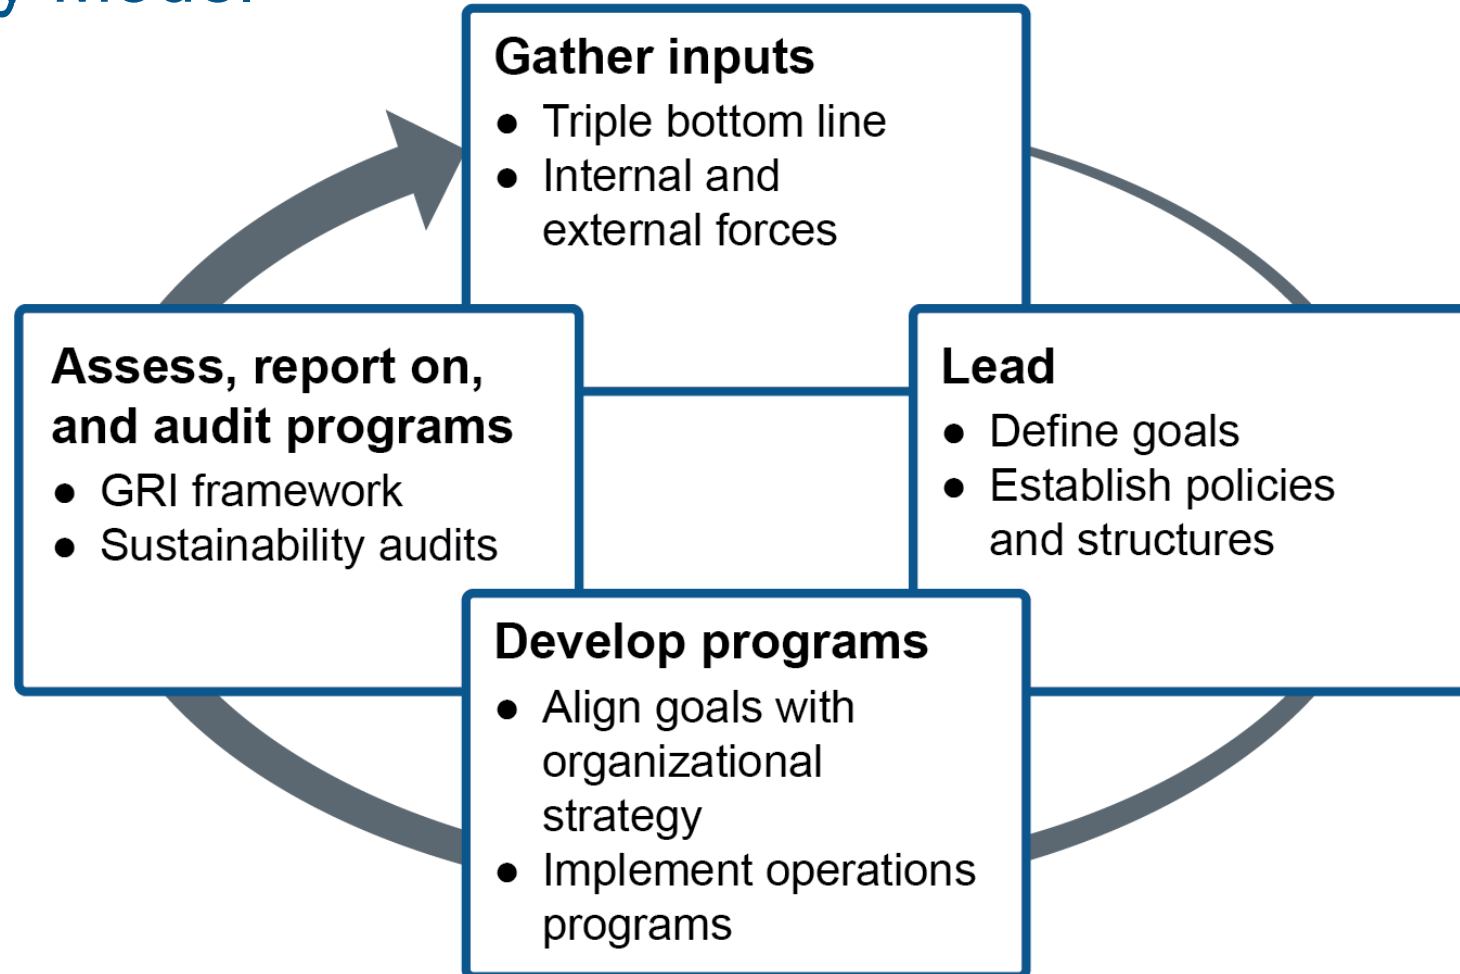 Gather inputs
● Triple bottom line
● Internal and
external forces
Assess, report on,
and audit programs
● GRI framework
● Sustainability audits
Lead
● Define goals
● Establish policies
and structures
Develop programs
● Align goals with
organizational
strategy
● Implement operations
programs